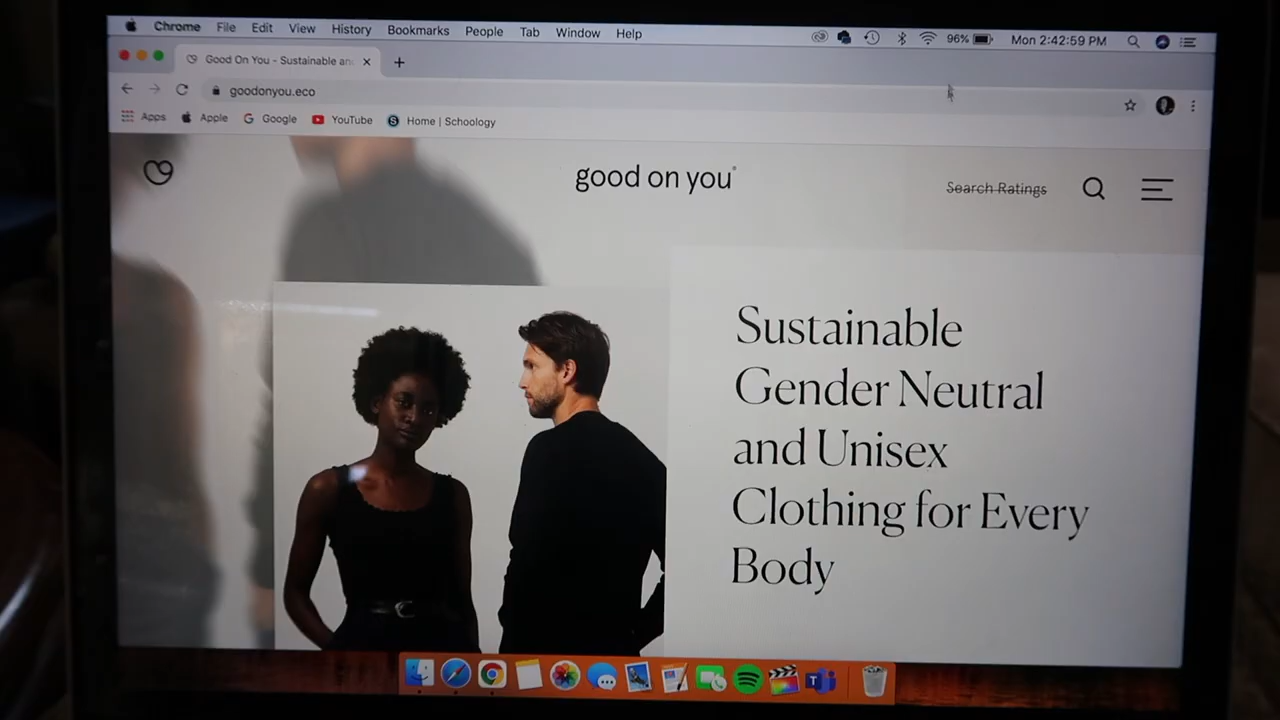 Chrome File Edit View History Bookmarks People Tab Window Help 96% Mon 2:42:59 PM
Good On You - Sustainable an
goodonyou.eco
Apps Apple Google YouTube Home | Schoology
good on you
Search Ratings
Sustainable
Gender Neutral
and Unisex
Clothing for Every
Body